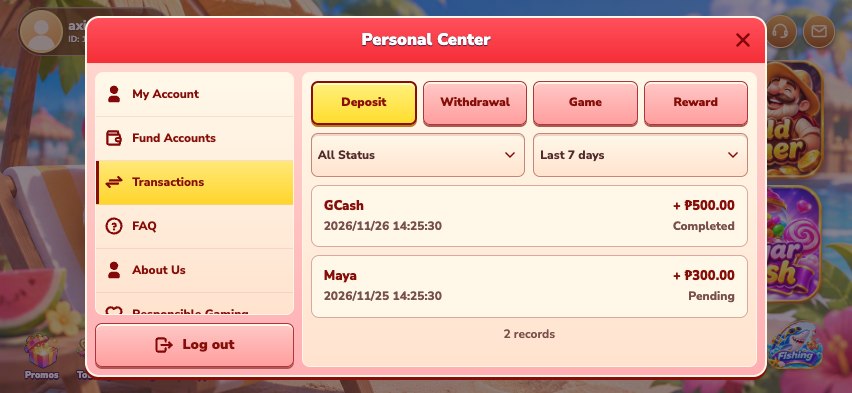 Personal Center
My Account
Fund Accounts
Transactions
FAQ
About Us
Responsible Gaming
Log out
Deposit
Withdrawal
Game
Reward
All Status
Last 7 days
GCash
+ ₱500.00
2026/11/26 14:25:30
Completed
Maya
+ ₱300.00
2026/11/25 14:25:30
Pending
2 records
Promos
Fishing